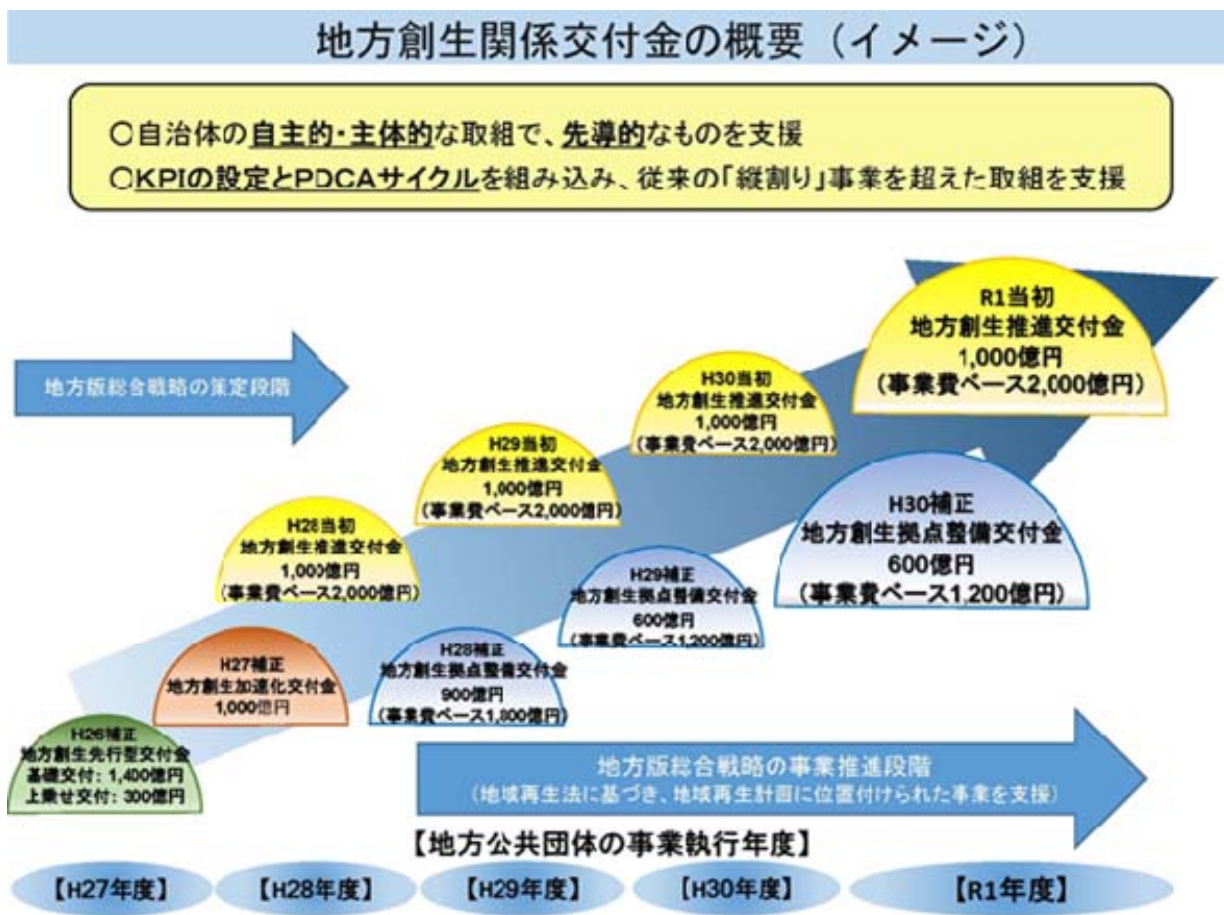 地方創生関係交付金の概要（イメージ）
○自治体の自主的・主体的な取組で、先導的なものを支援
○KPIの設定とPDCAサイクルを組み込み、従来の「縦割り」事業を超えた取組を支援
R1当初
地方創生推進交付金
1,000億円
（事業費ベース2,000億円）
地方版総合戦略の策定段階
H30当初
地方創生推進交付金
1,000億円
（事業費ベース2,000億円）
H29当初
地方創生推進交付金
1,000億円
（事業費ベース2,000億円）
H28当初
地方創生推進交付金
1,000億円
（事業費ベース2,000億円）
H30補正
地方創生拠点整備交付金
600億円
（事業費ベース1,200億円）
H29補正
地方創生拠点整備交付金
600億円
（事業費ベース1,200億円）
H28補正
地方創生拠点整備交付金
900億円
（事業費ベース1,800億円）
H27補正
地方創生加速化交付金
1,000億円
H26補正
地方創生先行型交付金
基礎交付：1,400億円
上乗せ交付：300億円
地方版総合戦略の事業推進段階
（地域再生法に基づき、地域再生計画に位置付けられた事業を支援）
【地方公共団体の事業執行年度】
【H27年度】
【H28年度】
【H29年度】
【H30年度】
【R1年度】